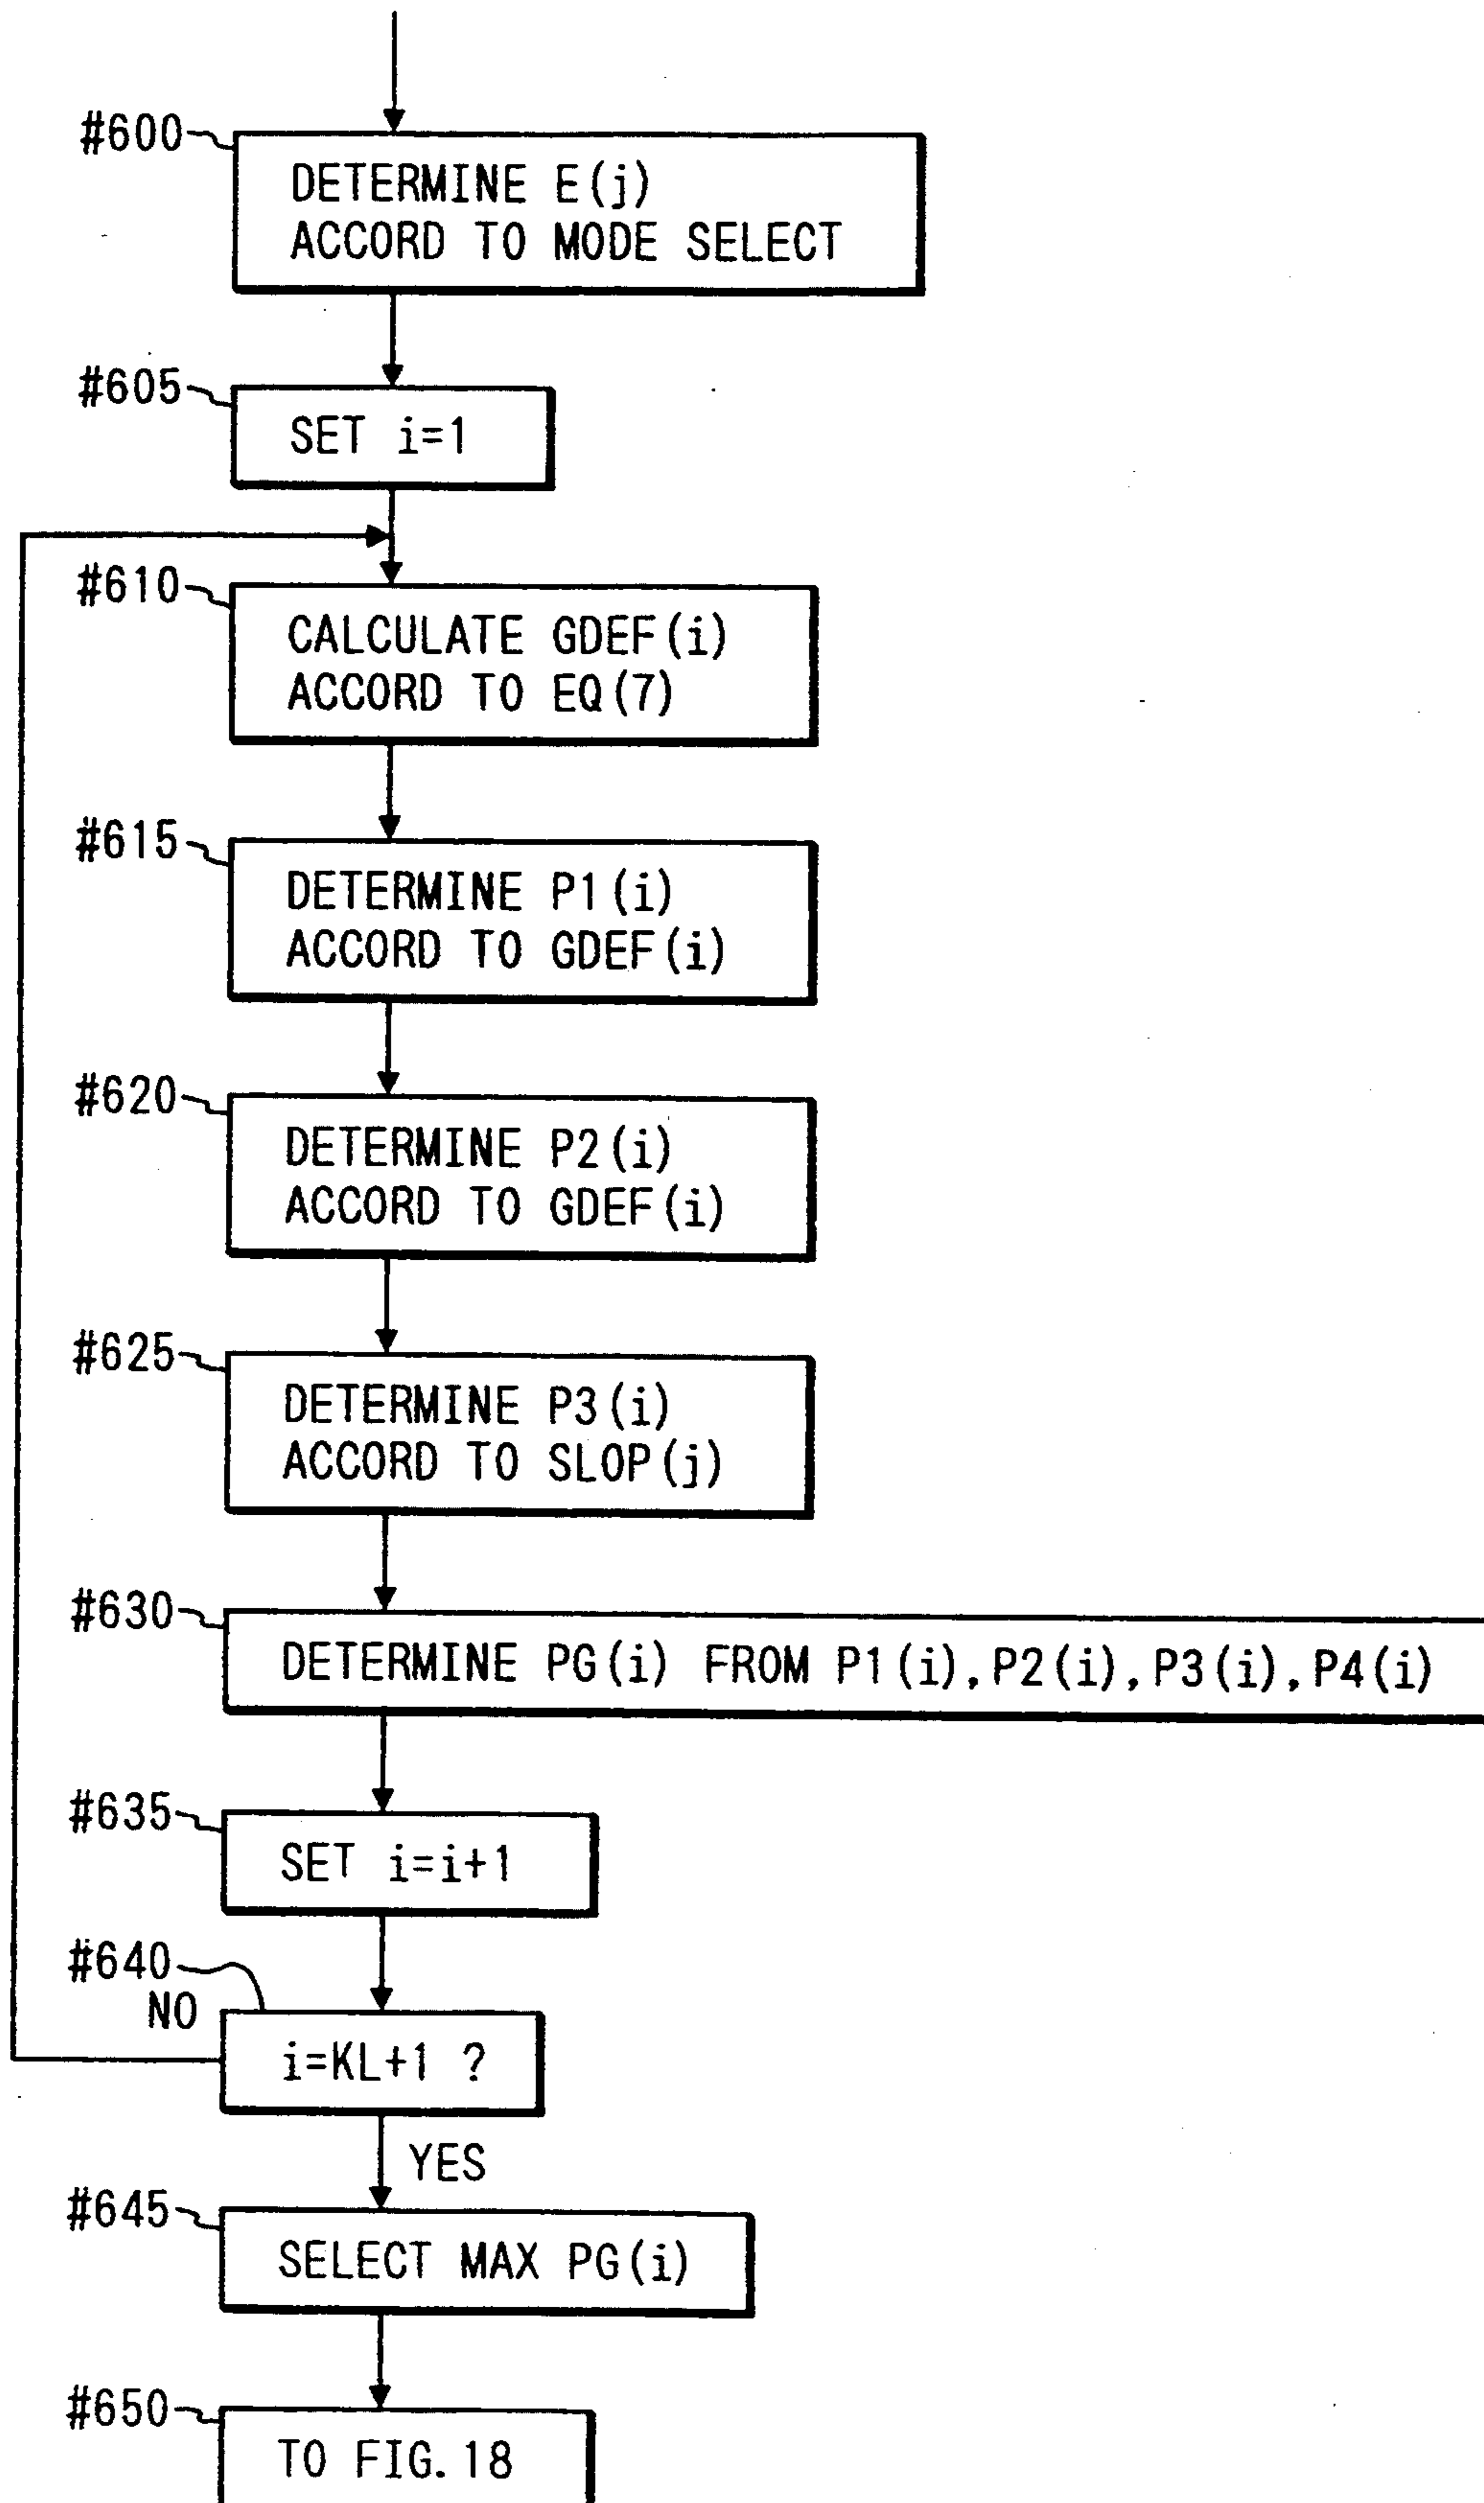 #600
DETERMINE E(j)
ACCORD TO MODE SELECT
#605
SET i=1
#610
CALCULATE GDEF(i)
ACCORD TO EQ(7)
#615
DETERMINE P1(i)
ACCORD TO GDEF(i)
#620
DETERMINE P2(i)
ACCORD TO GDEF(i)
#625
DETERMINE P3(i)
ACCORD TO SLOP(j)
#630
DETERMINE PG(i) FROM P1(i),P2(i),P3(i),P4(i)
#635
SET i=i+1
#640
NO
i=KL+1 ?
YES
#645
SELECT MAX PG(i)
#650
TO FIG.18